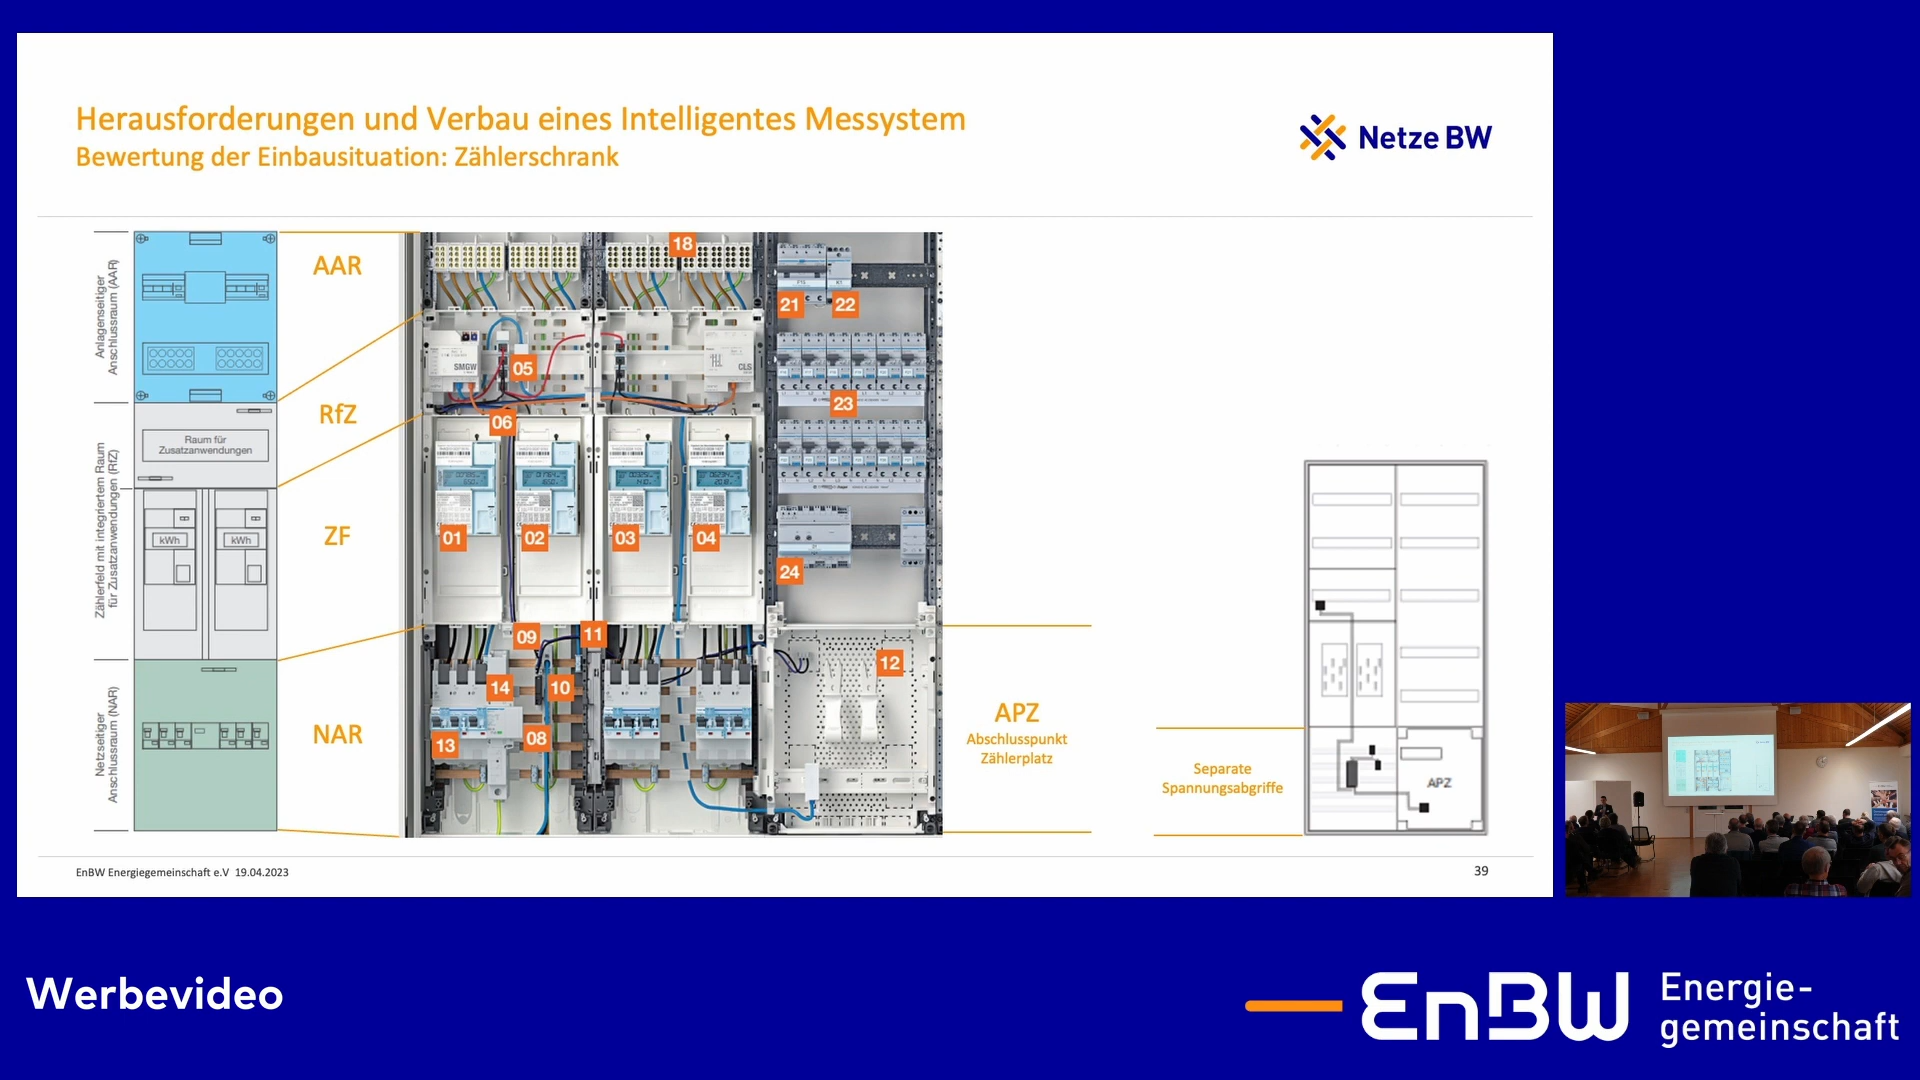 Herausforderungen und Verbau eines Intelligentes Messystem
Bewertung der Einbausituation: Zählerschrank
Netze BW
Anlagenseitiger
Anschlussraum (AAR)
Zählerfeld mit integriertem Raum
für Zusatzanwendungen (RfZ)
Netzseitiger
Anschlussraum (NAR)
Raum für
Zusatzanwendungen
kWh
kWh
AAR
RfZ
ZF
NAR
18
21
22
SMGW
05
CLS
23
06
01
02
03
04
24
09
11
12
14
10
13
08
APZ
Abschlusspunkt
Zählerplatz
Separate
Spannungsabgriffe
APZ
EnBW Energiegemeinschaft e.V 19.04.2023
39
Werbevideo
EnBW
Energie-
gemeinschaft